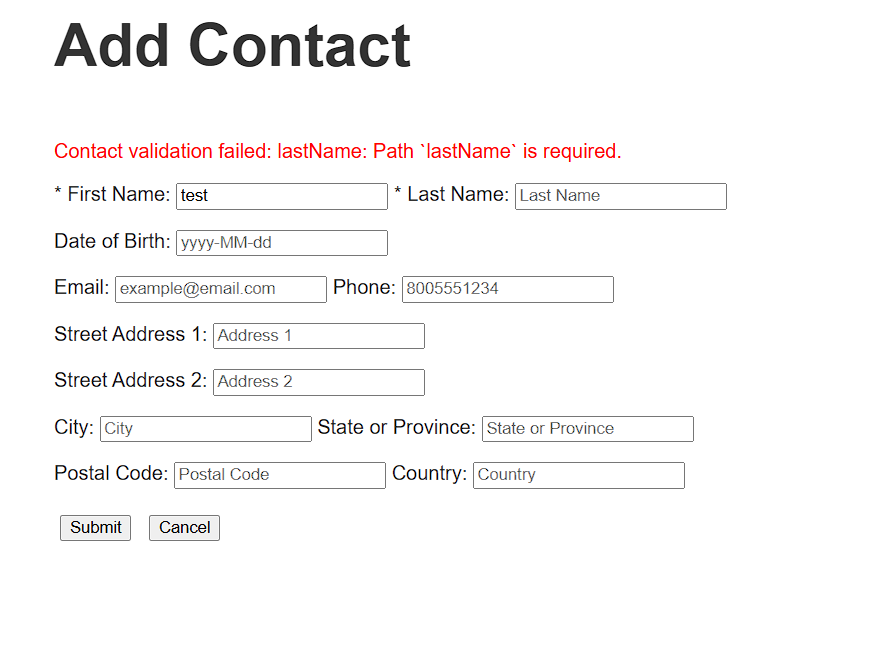 Add Contact
Contact validation failed: lastName: Path `lastName` is required.
* First Name: test * Last Name: Last Name
Date of Birth: yyyy-MM-dd
Email: example@email.com Phone: 8005551234
Street Address 1: Address 1
Street Address 2: Address 2
City: City State or Province: State or Province
Postal Code: Postal Code Country: Country
Submit Cancel